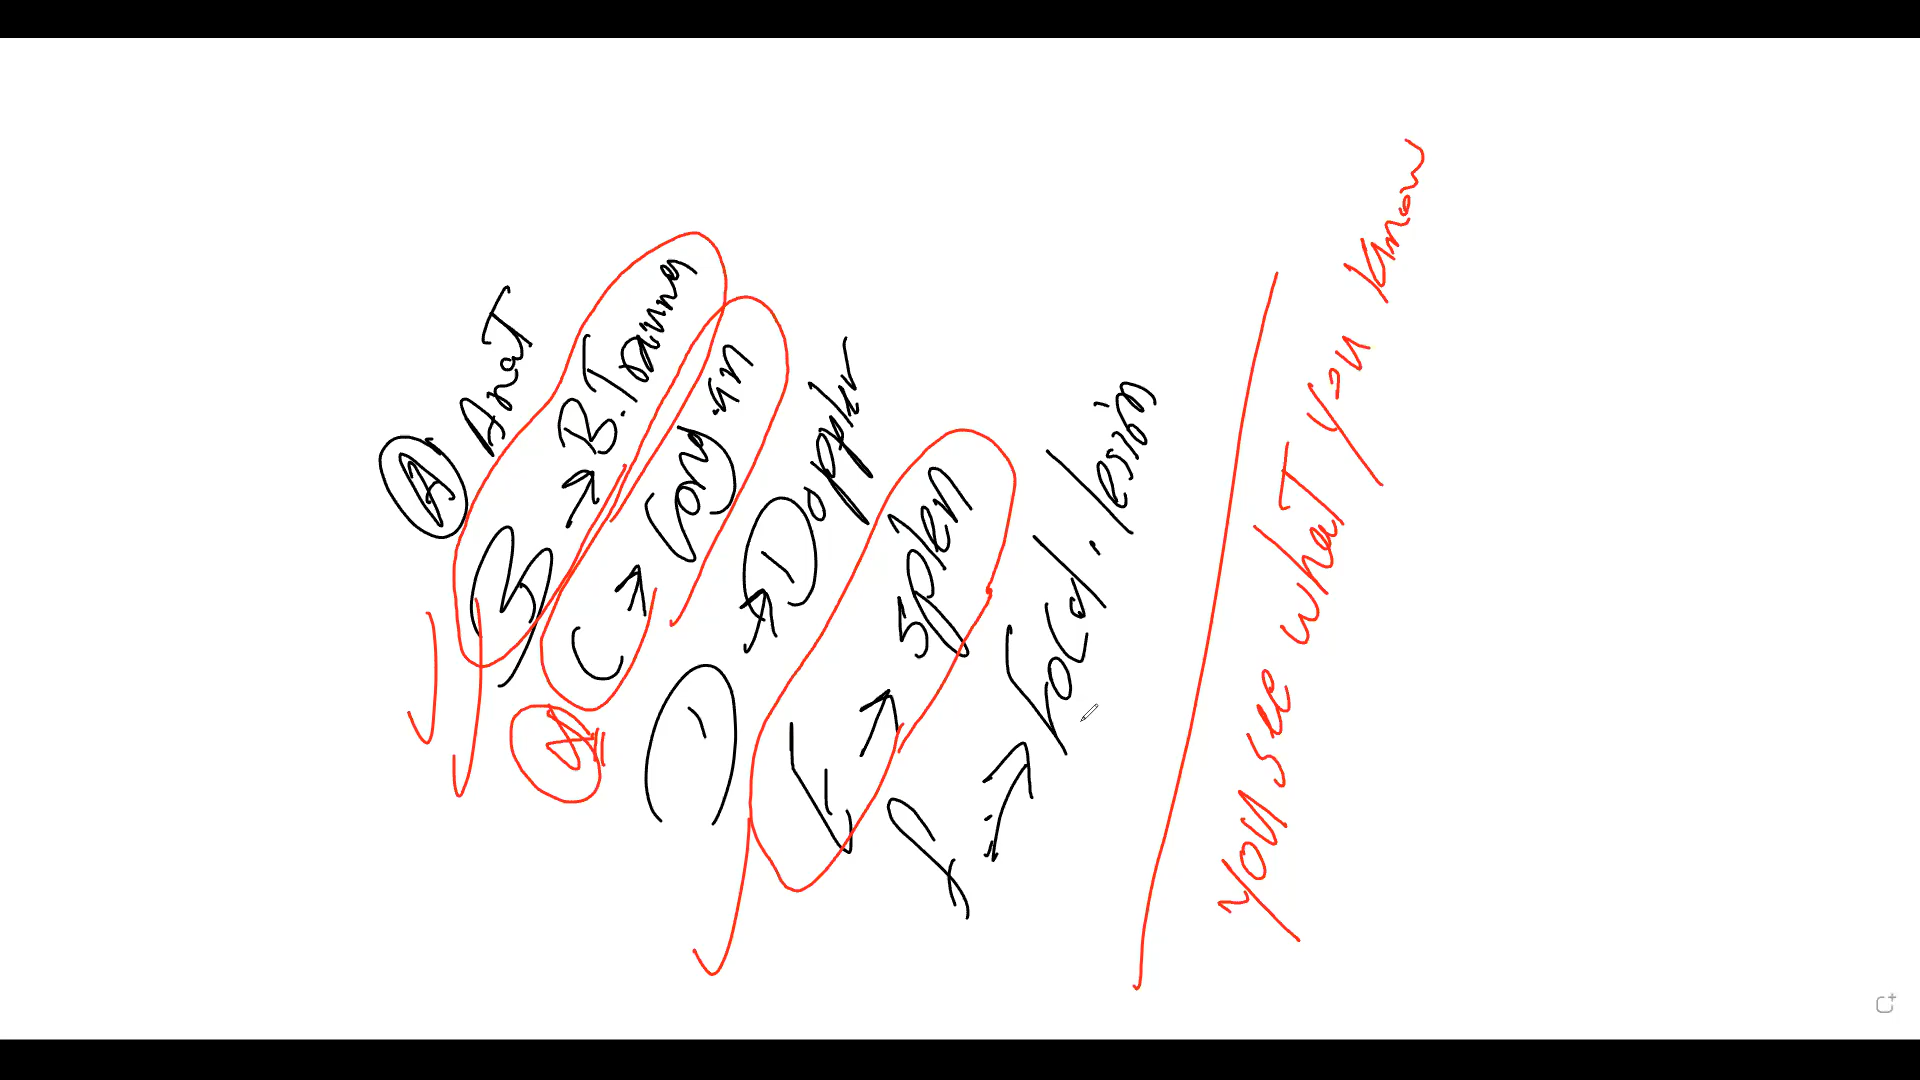 A Anat
B → B. Trauma
C → Cong. an
D → Doppler
E → Splen
F → Focal. lesion
You see what you know